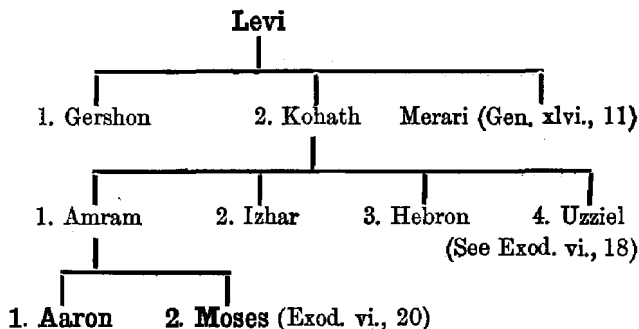 Levi
1. Gershon 2. Kohath Merari (Gen. xlvi., 11)
1. Amram 2. Izhar 3. Hebron 4. Uzziel
(See Exod. vi., 18)
1. Aaron 2. Moses (Exod. vi., 20)